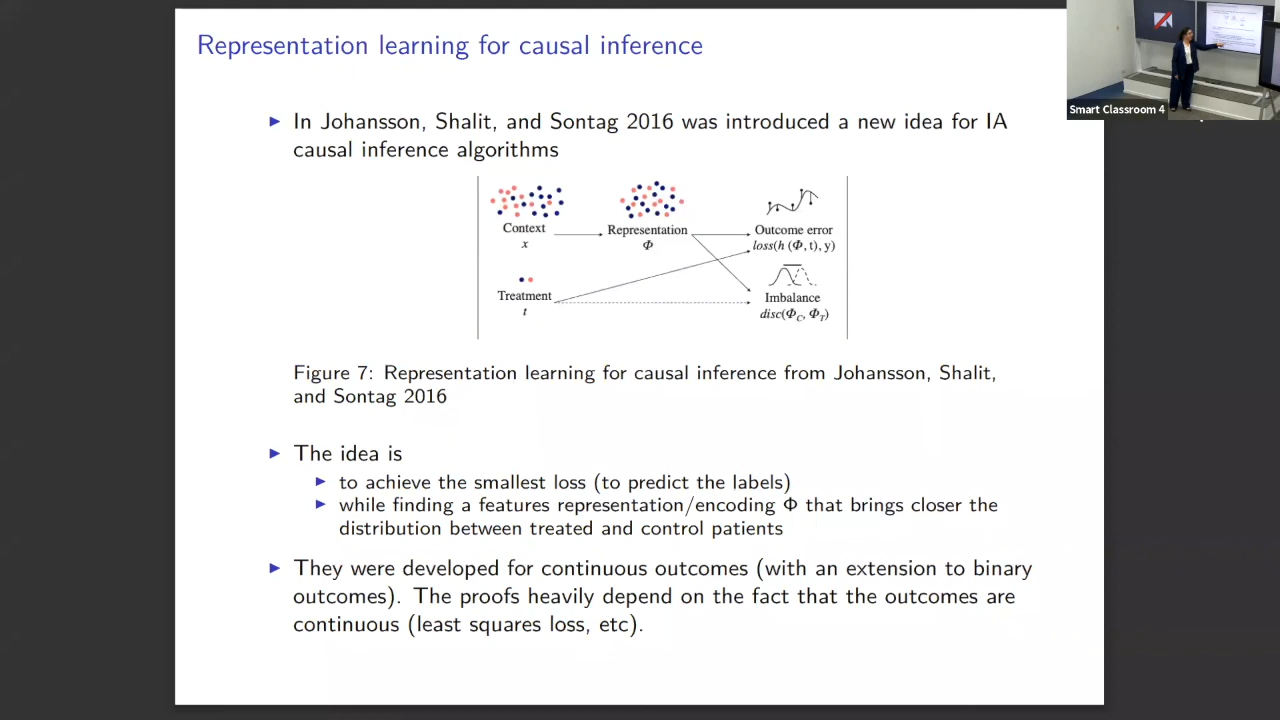 Representation learning for causal inference
Smart Classroom 4
▶ In Johansson, Shalit, and Sontag 2016 was introduced a new idea for IA
causal inference algorithms
Context
x
Representation
Φ
Outcome error
loss(h (Φ, t), y)
Treatment
t
Imbalance
disc(Φ_C, Φ_T)
Figure 7: Representation learning for causal inference from Johansson, Shalit,
and Sontag 2016
▶ The idea is
▶ to achieve the smallest loss (to predict the labels)
▶ while finding a features representation/encoding Φ that brings closer the
distribution between treated and control patients
▶ They were developed for continuous outcomes (with an extension to binary
outcomes). The proofs heavily depend on the fact that the outcomes are
continuous (least squares loss, etc).